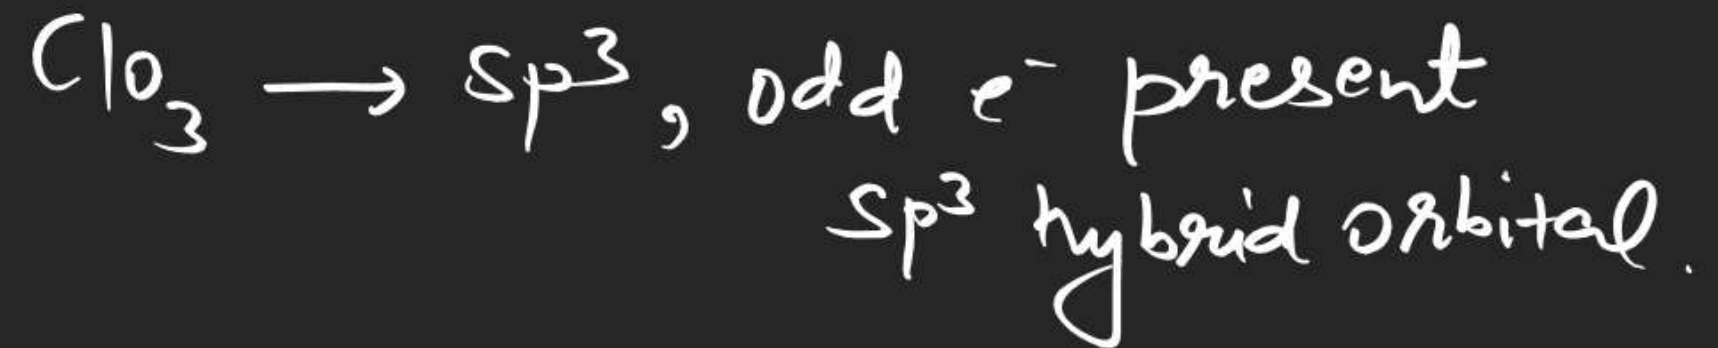 ClO₃ ⟶ Sp³, odd e⁻ present
Sp³ hybrid orbital.